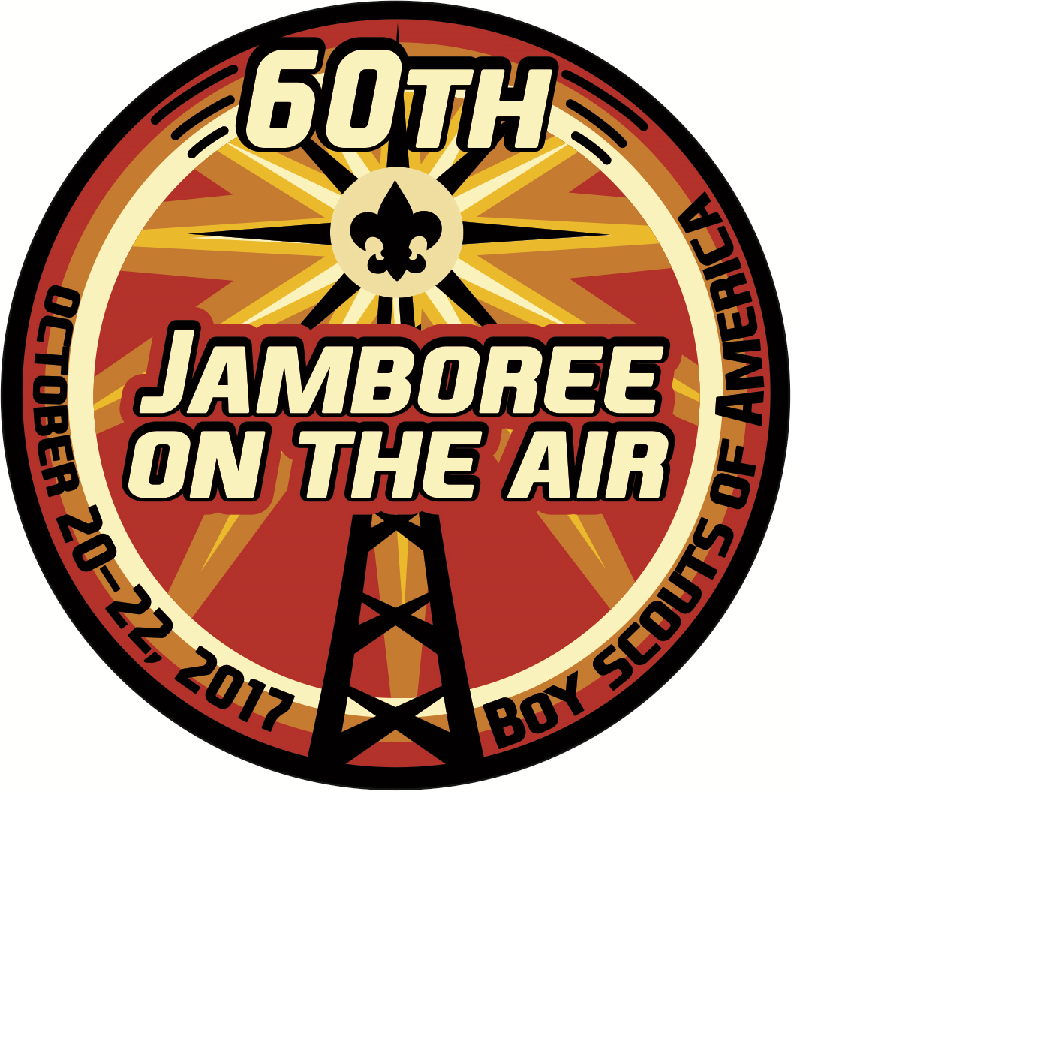 60TH
JAMBOREE
ON THE AIR
OCTOBER 20–22, 2017
BOY SCOUTS OF AMERICA